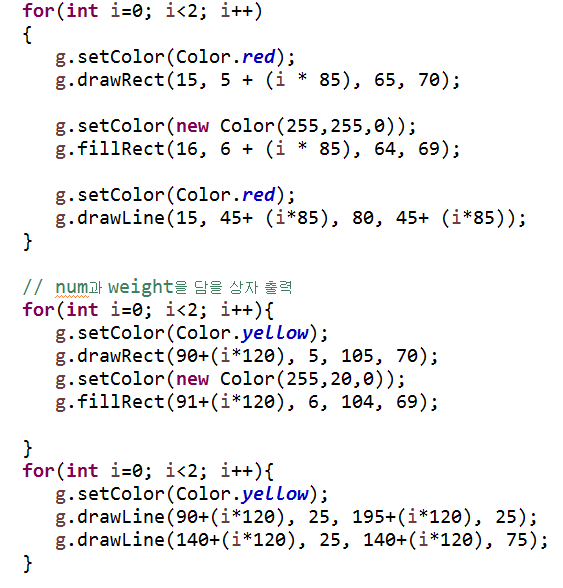 for(int i=0; i<2; i++)
{
g.setColor(Color.red);
g.drawRect(15, 5 + (i * 85), 65, 70);
g.setColor(new Color(255,255,0));
g.fillRect(16, 6 + (i * 85), 64, 69);
g.setColor(Color.red);
g.drawLine(15, 45+ (i*85), 80, 45+ (i*85));
}
// num과 weight을 담을 상자 출력
for(int i=0; i<2; i++){
g.setColor(Color.yellow);
g.drawRect(90+(i*120), 5, 105, 70);
g.setColor(new Color(255,20,0));
g.fillRect(91+(i*120), 6, 104, 69);
}
for(int i=0; i<2; i++){
g.setColor(Color.yellow);
g.drawLine(90+(i*120), 25, 195+(i*120), 25);
g.drawLine(140+(i*120), 25, 140+(i*120), 75);
}